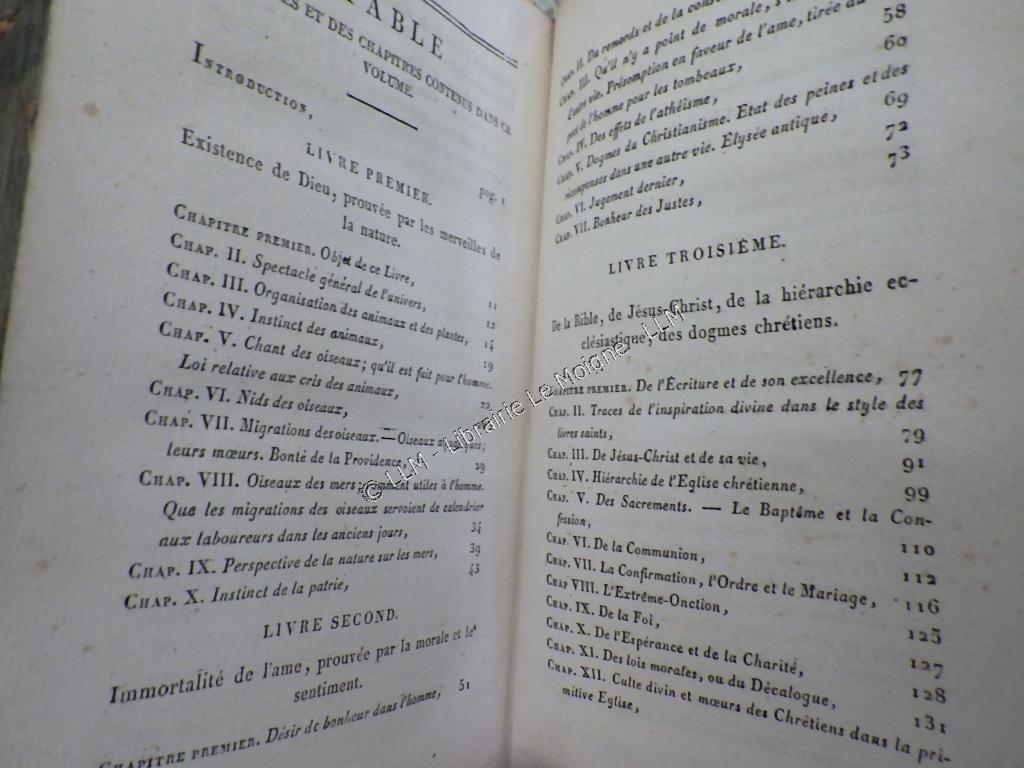 TABLE
ES ET DES CHAPITRES CONTENUS DANS CE
VOLUME.
INTRODUCTION,
pag. 1
LIVRE PREMIER.
Existence de Dieu, prouvée par les merveilles de
la nature.
CHAPITRE PREMIER. Objet de ce Livre, 11
CHAP. II. Spectacle général de l'univers, 12
CHAP. III. Organisation des animaux et des plantes, 14
CHAP. IV. Instinct des animaux, 19
CHAP. V. Chant des oiseaux; qu'il est fait pour l'homme.
Loi relative aux cris des animaux, 22
CHAP. VI. Nids des oiseaux,
CHAP. VII. Migrations des oiseaux. — Oiseaux aquatiques;
leurs mœurs. Bonté de la Providence, 29
CHAP. VIII. Oiseaux des mers; comment utiles à l'homme.
Que les migrations des oiseaux servoient de calendrier
aux laboureurs dans les anciens jours, 34
CHAP. IX. Perspective de la nature sur les mers, 39
CHAP. X. Instinct de la patrie, 43
LIVRE SECOND.
Immortalité de l'ame, prouvée par la morale et le
sentiment.
CHAPITRE PREMIER. Désir de bonheur dans l'homme, 51
CHAP. II. Du remords et de la
CHAP. III. Qu'il n'y a point de morale,
d'autre vie. Présomption en faveur de l'ame, tirée du
pect de l'homme pour les tombeaux, 58
CHAP. IV. Des effets de l'athéisme, 60
CHAP. V. Dogmes du Christianisme. Etat des peines et des
récompenses dans une autre vie. Elysée antique, 69
CHAP. VI. Jugement dernier, 72
CHAP. VII. Bonheur des Justes, 73
LIVRE TROISIÈME.
De la Bible, de Jésus-Christ, de la hiérarchie ec-
clésiastique, des dogmes chrétiens.
CHAPITRE PREMIER. De l'Écriture et de son excellence, 77
CHAP. II. Traces de l'inspiration divine dans le style des
livres saints, 79
CHAP. III. De Jésus-Christ et de sa vie, 91
CHAP. IV. Hiérarchie de l'Eglise chrétienne, 99
CHAP. V. Des Sacrements. — Le Baptême et la Con-
fession, 110
CHAP. VI. De la Communion, 112
CHAP. VII. La Confirmation, l'Ordre et le Mariage, 116
CHAP VIII. L'Extrême-Onction, 125
CHAP. IX. De la Foi, 127
CHAP. X. De l'Espérance et de la Charité, 128
CHAP. XI. Des lois morales, ou du Décalogue, 131
CHAP. XII. Culte divin et mœurs des Chrétiens dans la pri-
mitive Eglise,
© LLM - Librairie Le Moigne - LLM